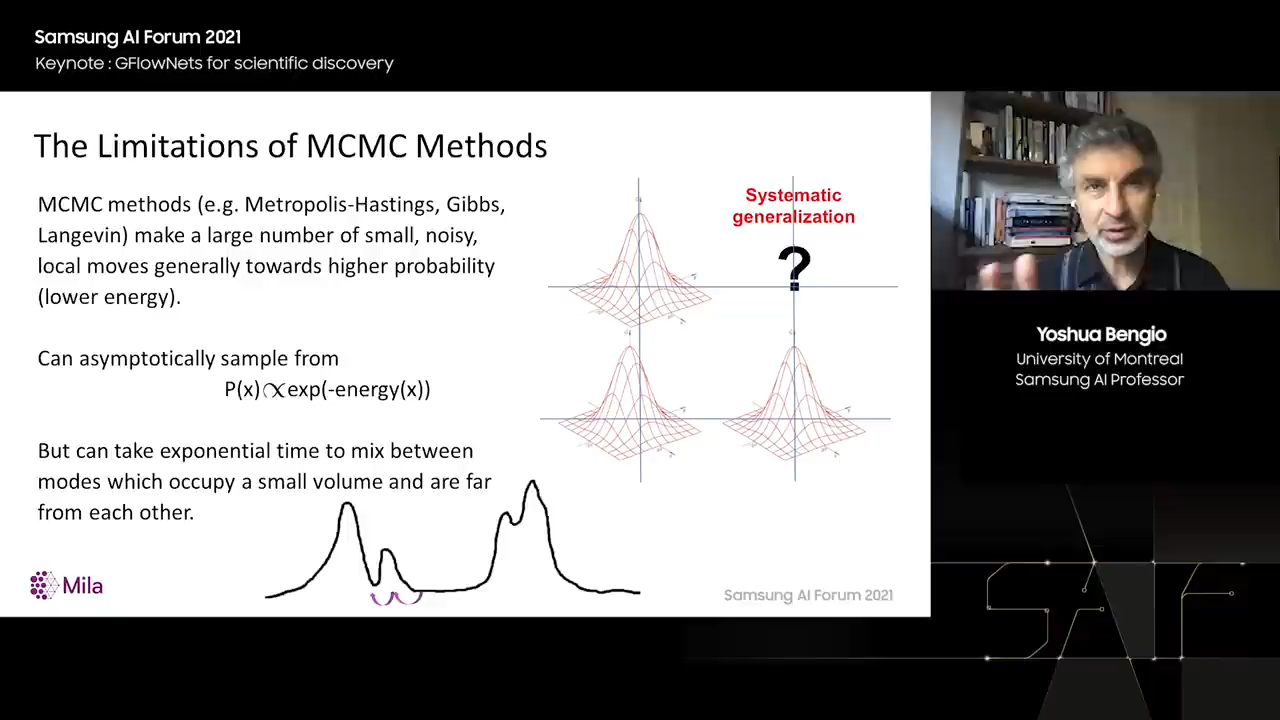 Samsung AI Forum 2021
Keynote : GFlowNets for scientific discovery
The Limitations of MCMC Methods
MCMC methods (e.g. Metropolis-Hastings, Gibbs,
Langevin) make a large number of small, noisy,
local moves generally towards higher probability
(lower energy).
Can asymptotically sample from
P(x)∝exp(-energy(x))
But can take exponential time to mix between
modes which occupy a small volume and are far
from each other.
Systematic
generalization
?
Mila
Samsung AI Forum 2021
Yoshua Bengio
University of Montreal
Samsung AI Professor